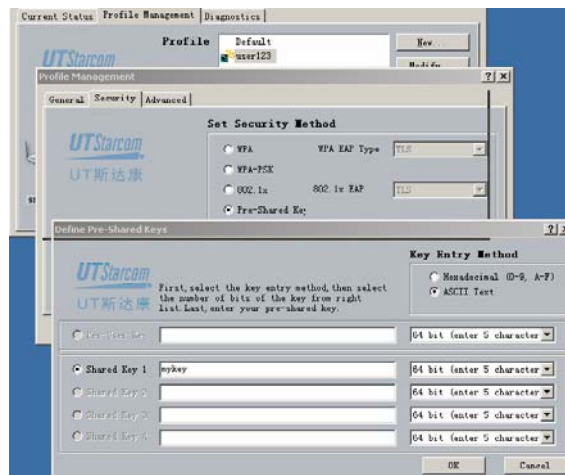 Current Status Profile Management Diagnostics
Profile Default New...
user123
UTStarcom
Profile Management
General Security Advanced
UTStarcom
UT斯达康
Set Security Method
WPA WPA EAP Type TLS
WPA-PSK
802.1x 802.1x EAP TLS
Pre-Shared Key
Define Pre-Shared Keys
UTStarcom
UT斯达康
First, select the key entry method, then select
the number of bits of the key from right
list. Last, enter your pre-shared key.
Key Entry Method
Hexadecimal (0-9, A-F)
ASCII Text
Per-User Key 64 bit (enter 5 character
Shared Key 1 mykey 64 bit (enter 5 character
Shared Key 2 64 bit (enter 5 character
Shared Key 3 64 bit (enter 5 character
Shared Key 4 64 bit (enter 5 character
OK Cancel